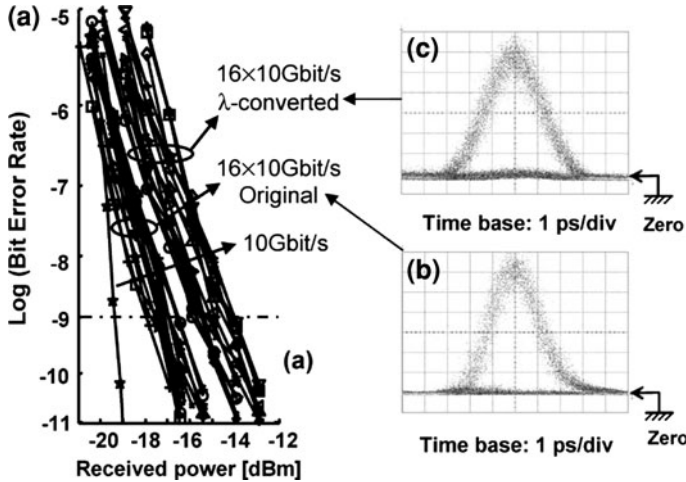 (a)
Log (Bit Error Rate)
-5
-6
-7
-8
-9
-10
-11
-20
-18
-16
-14
-12
Received power [dBm]
16×10Gbit/s
λ-converted
16×10Gbit/s
Original
10Gbit/s
(a)
(c)
Time base: 1 ps/div
Zero
(b)
Time base: 1 ps/div
Zero